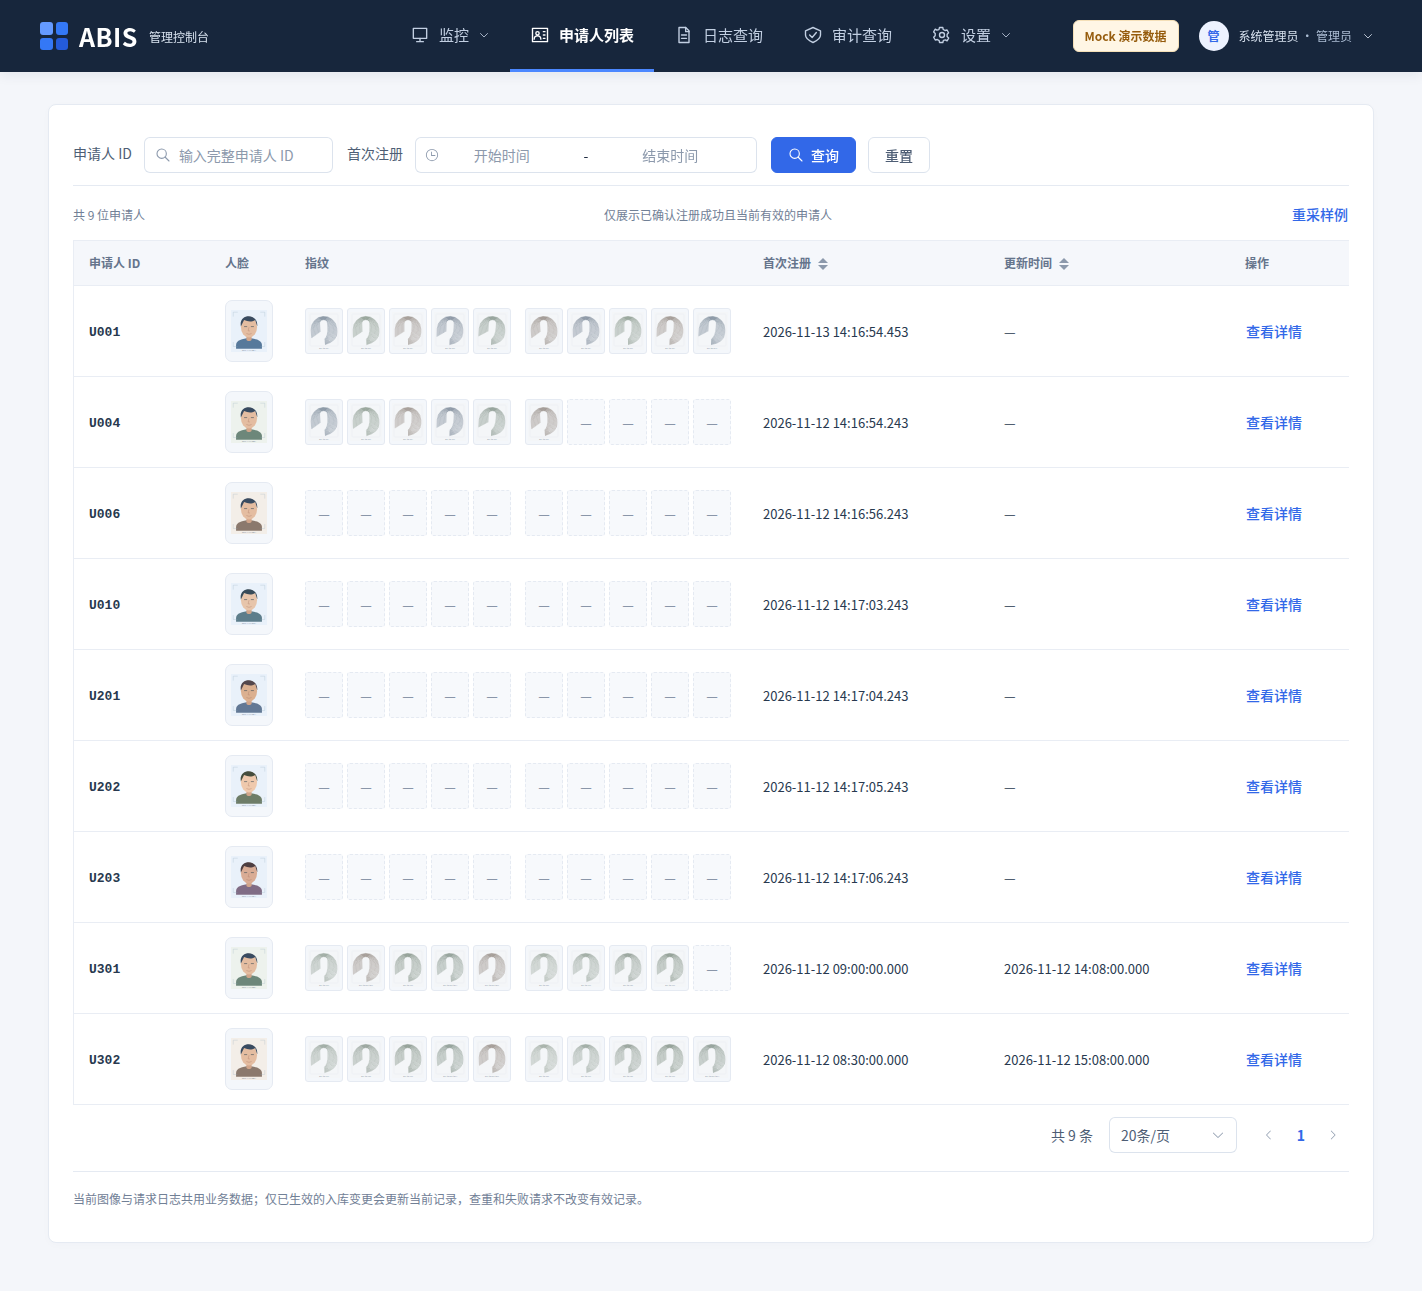 ABIS 管理控制台 监控 申请人列表 日志查询 审计查询 设置 Mock 演示数据 管 系统管理员 · 管理员
申请人 ID 输入完整申请人 ID 首次注册 开始时间 - 结束时间 查询 重置
共 9 位申请人 仅展示已确认注册成功且当前有效的申请人 重采样例
申请人 ID 人脸 指纹 首次注册 更新时间 操作
U001 2026-11-13 14:16:54.453 — 查看详情
U004 — — — — 2026-11-12 14:16:54.243 — 查看详情
U006 — — — — — — — — — — 2026-11-12 14:16:56.243 — 查看详情
U010 — — — — — — — — — — 2026-11-12 14:17:03.243 — 查看详情
U201 — — — — — — — — — — 2026-11-12 14:17:04.243 — 查看详情
U202 — — — — — — — — — — 2026-11-12 14:17:05.243 — 查看详情
U203 — — — — — — — — — — 2026-11-12 14:17:06.243 — 查看详情
U301 — 2026-11-12 09:00:00.000 2026-11-12 14:08:00.000 查看详情
U302 2026-11-12 08:30:00.000 2026-11-12 15:08:00.000 查看详情
共 9 条 20条/页 1
当前图像与请求日志共用业务数据；仅已生效的入库变更会更新当前记录，查重和失败请求不改变有效记录。